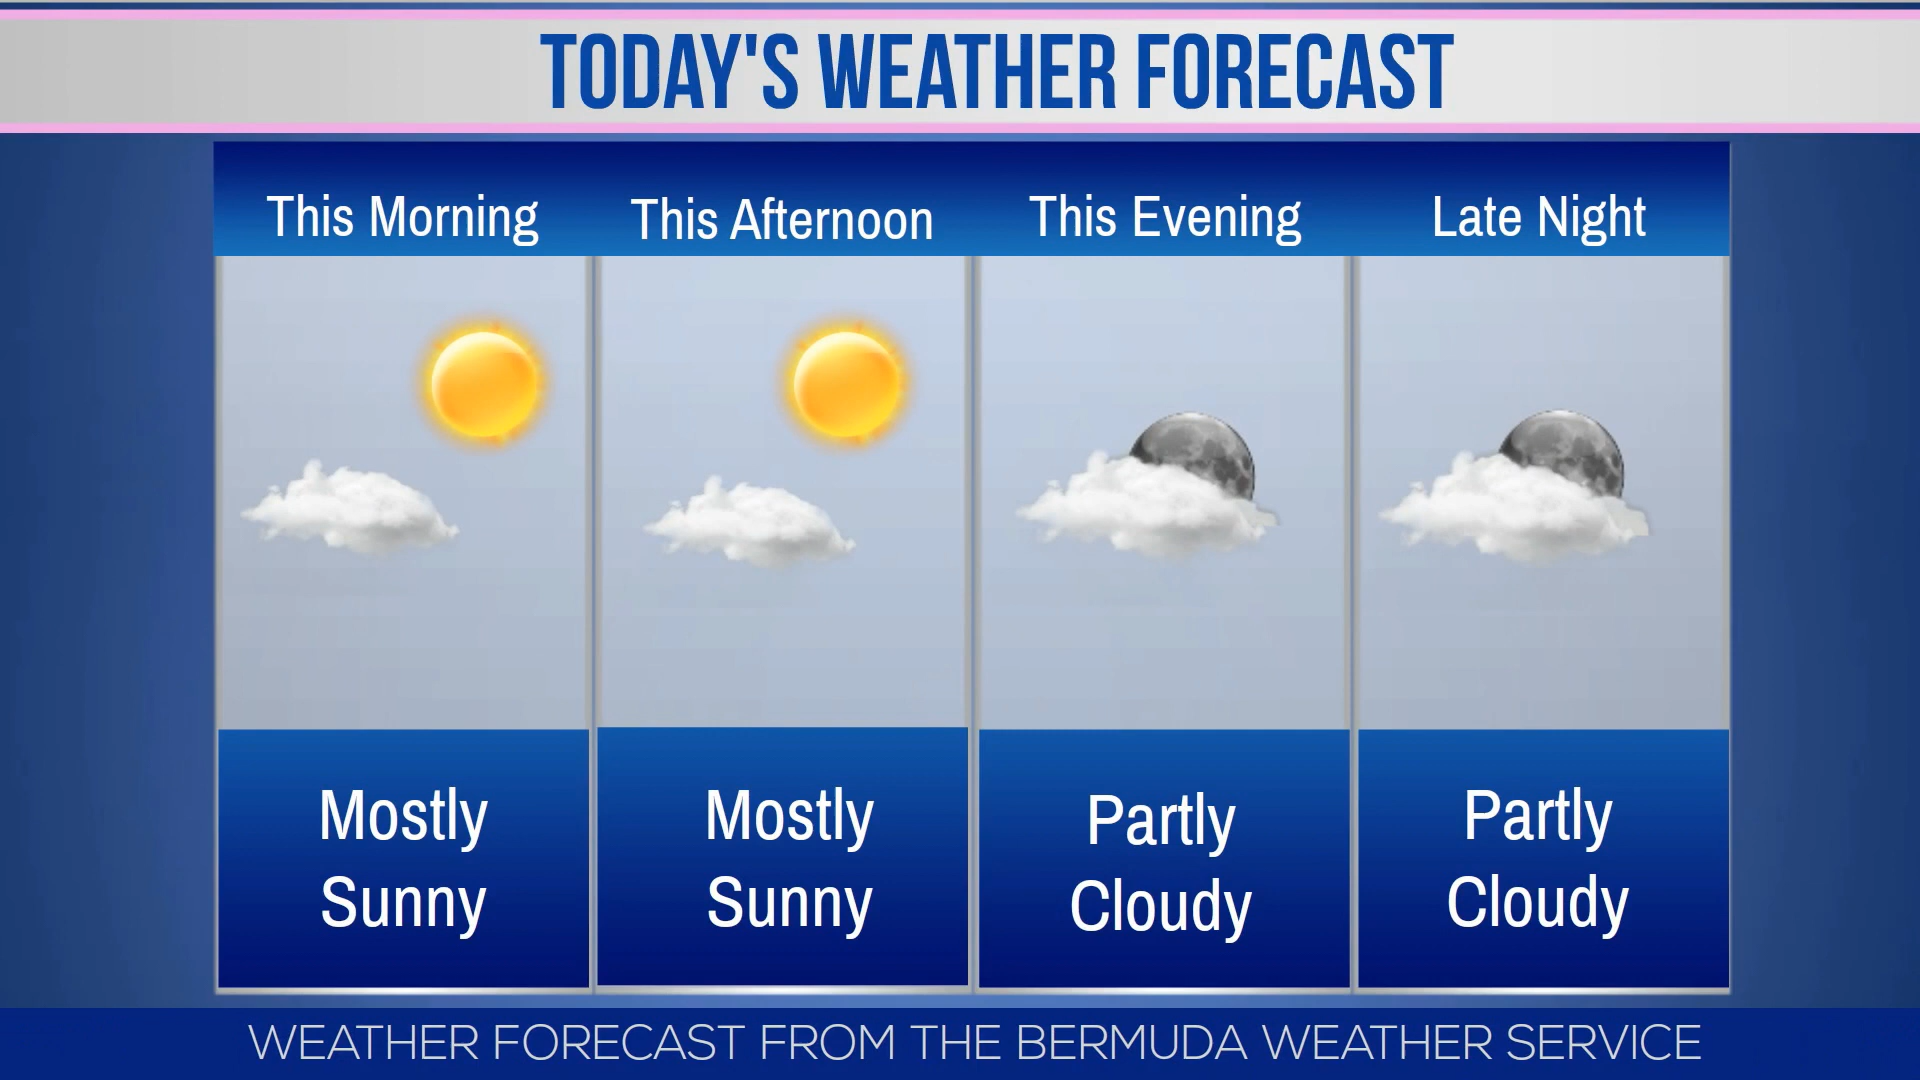 TODAY'S WEATHER FORECAST
This Morning
This Afternoon
This Evening
Late Night
Mostly
Sunny
Mostly
Sunny
Partly
Cloudy
Partly
Cloudy
WEATHER FORECAST FROM THE BERMUDA WEATHER SERVICE